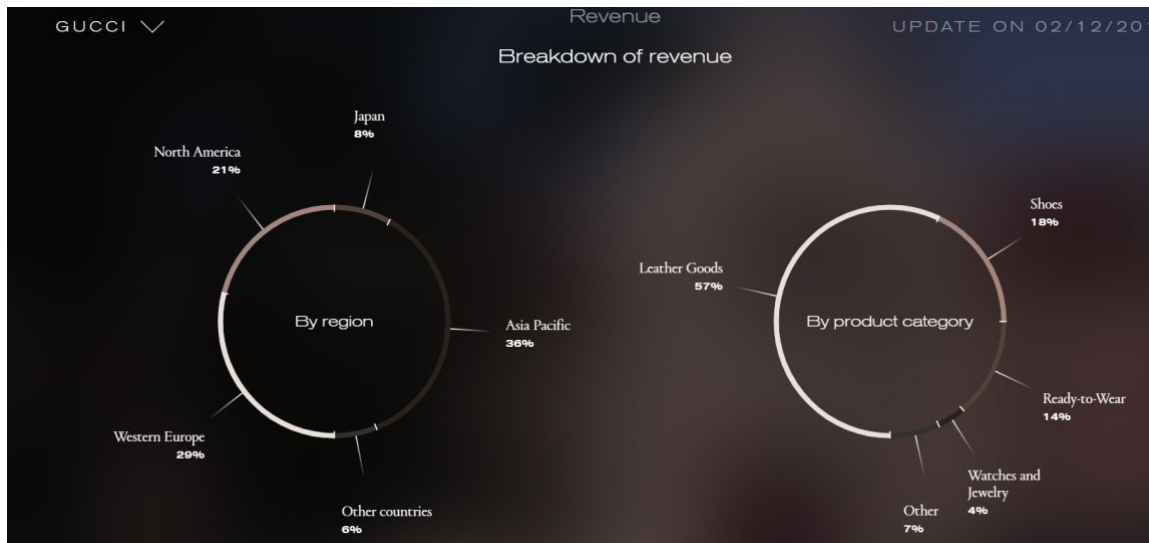 Revenue
GUCCI
UPDATE ON 02/12/201
Breakdown of revenue
Japan
8%
North America
21%
Asia Pacific
36%
By region
Western Europe
29%
Other countries
6%
Shoes
18%
Leather Goods
57%
By product category
Ready-to-Wear
14%
Watches and
Jewelry
4%
Other
7%